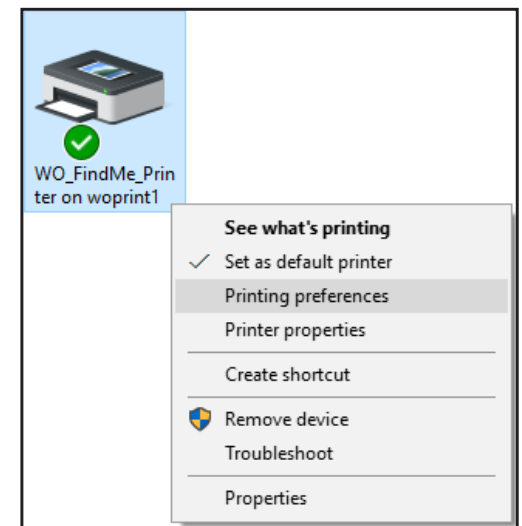 WO_FindMe_Prin
ter on woprint1
See what's printing
Set as default printer
Printing preferences
Printer properties
Create shortcut
Remove device
Troubleshoot
Properties